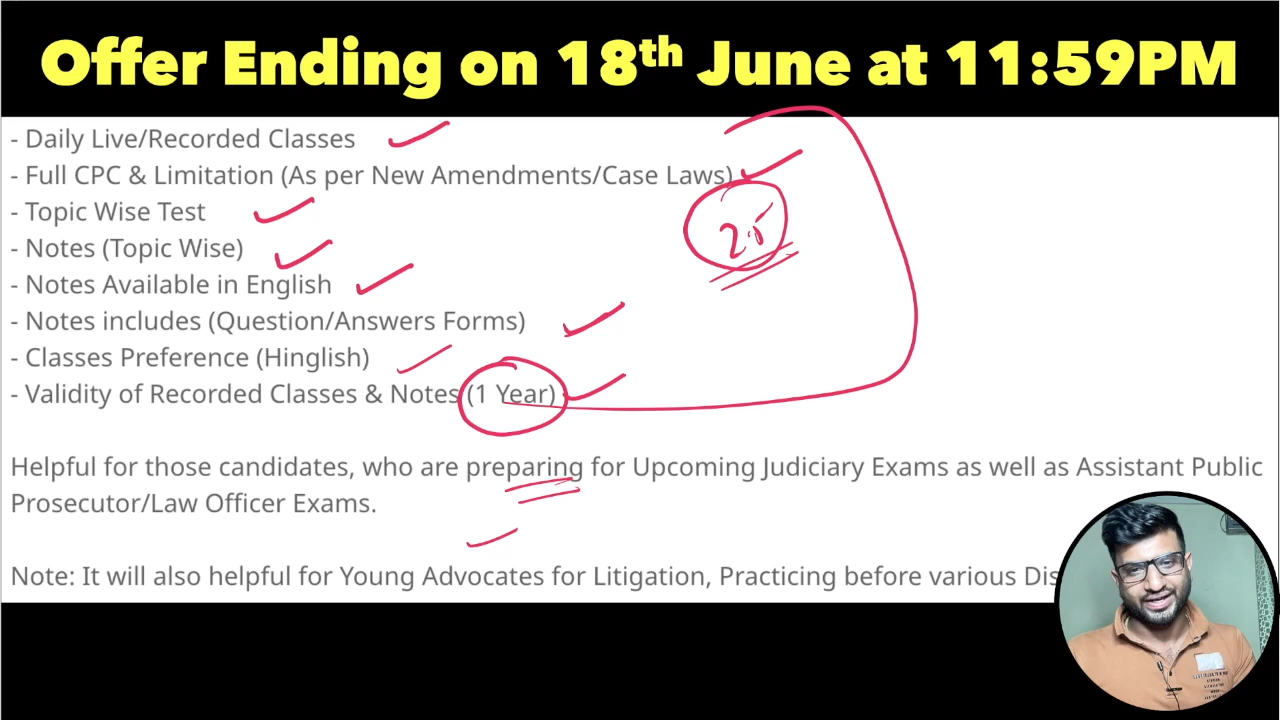 Offer Ending on 18th June at 11:59PM
- Daily Live/Recorded Classes
- Full CPC & Limitation (As per New Amendments/Case Laws)
- Topic Wise Test
- Notes (Topic Wise)
- Notes Available in English
- Notes includes (Question/Answers Forms)
- Classes Preference (Hinglish)
- Validity of Recorded Classes & Notes (1 Year)
Helpful for those candidates, who are preparing for Upcoming Judiciary Exams as well as Assistant Public
Prosecutor/Law Officer Exams.
Note: It will also helpful for Young Advocates for Litigation, Practicing before various